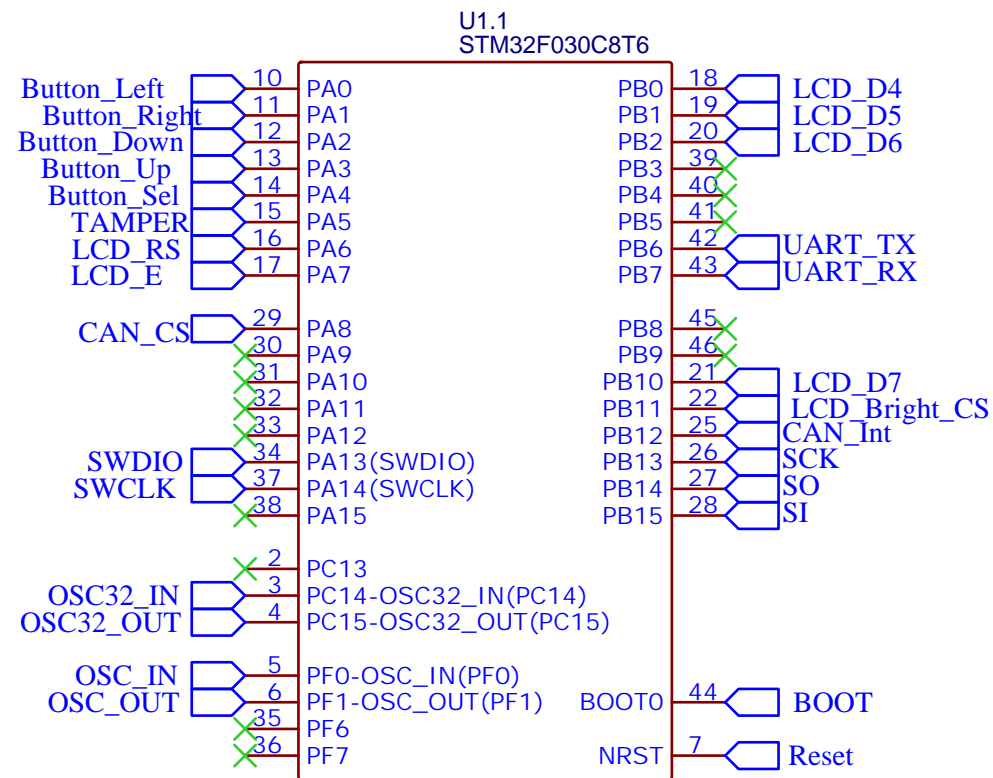 U1.1
STM32F030C8T6
Button_Left 10 PA0 PB0 18 LCD_D4
Button_Right 11 PA1 PB1 19 LCD_D5
Button_Down 12 PA2 PB2 20 LCD_D6
Button_Up 13 PA3 PB3 39
Button_Sel 14 PA4 PB4 40
TAMPER 15 PA5 PB5 41
LCD_RS 16 PA6 PB6 42 UART_TX
LCD_E 17 PA7 PB7 43 UART_RX
CAN_CS 29 PA8 PB8 45
30 PA9 PB9 46
31 PA10 PB10 21 LCD_D7
32 PA11 PB11 22 LCD_Bright_CS
33 PA12 PB12 25 CAN_Int
SWDIO 34 PA13(SWDIO) PB13 26 SCK
SWCLK 37 PA14(SWCLK) PB14 27 SO
38 PA15 PB15 28 SI
2 PC13
OSC32_IN 3 PC14-OSC32_IN(PC14)
OSC32_OUT 4 PC15-OSC32_OUT(PC15)
OSC_IN 5 PF0-OSC_IN(PF0)
OSC_OUT 6 PF1-OSC_OUT(PF1) BOOT0 44 BOOT
35 PF6
36 PF7 NRST 7 Reset